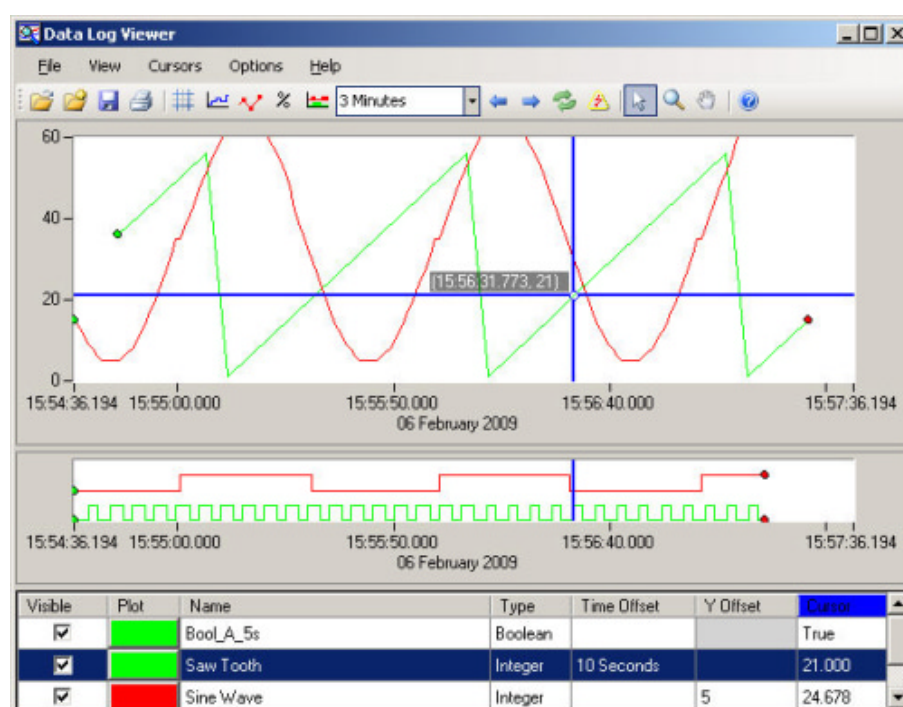 Data Log Viewer
File View Cursors Options Help
% 3 Minutes
60
40
(15:56:31.773, 21)
20
0
15:54:36.194 15:55:00.000 15:55:50.000 15:56:40.000 15:57:36.194
06 February 2009
15:54:36.194 15:55:00.000 15:55:50.000 15:56:40.000 15:57:36.194
06 February 2009
Visible Plot Name Type Time Offset Y Offset Cursor
Bool_A_5s Boolean True
Saw Tooth Integer 10 Seconds 21.000
Sine Wave Integer 5 24.678